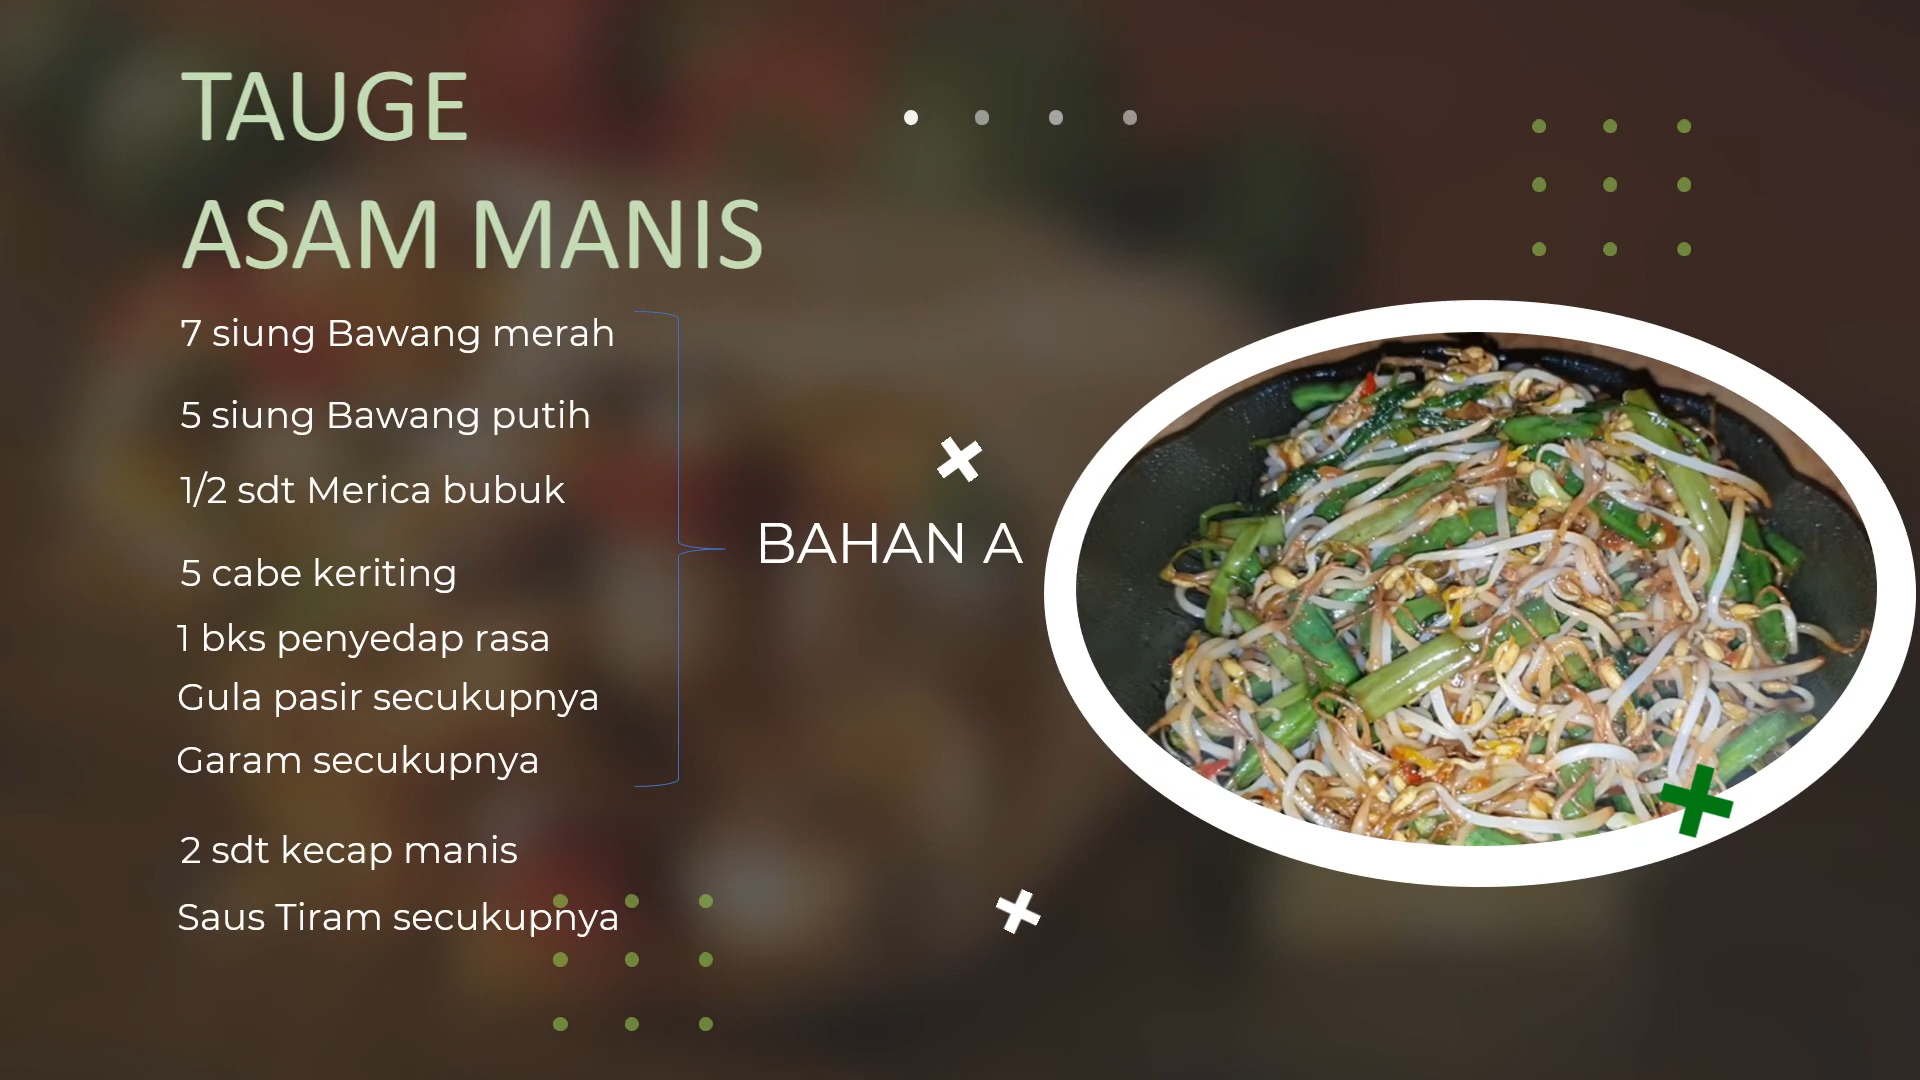 TAUGE
ASAM MANIS
7 siung Bawang merah
5 siung Bawang putih
1/2 sdt Merica bubuk
5 cabe keriting
1 bks penyedap rasa
Gula pasir secukupnya
Garam secukupnya
BAHAN A
2 sdt kecap manis
Saus Tiram secukupnya